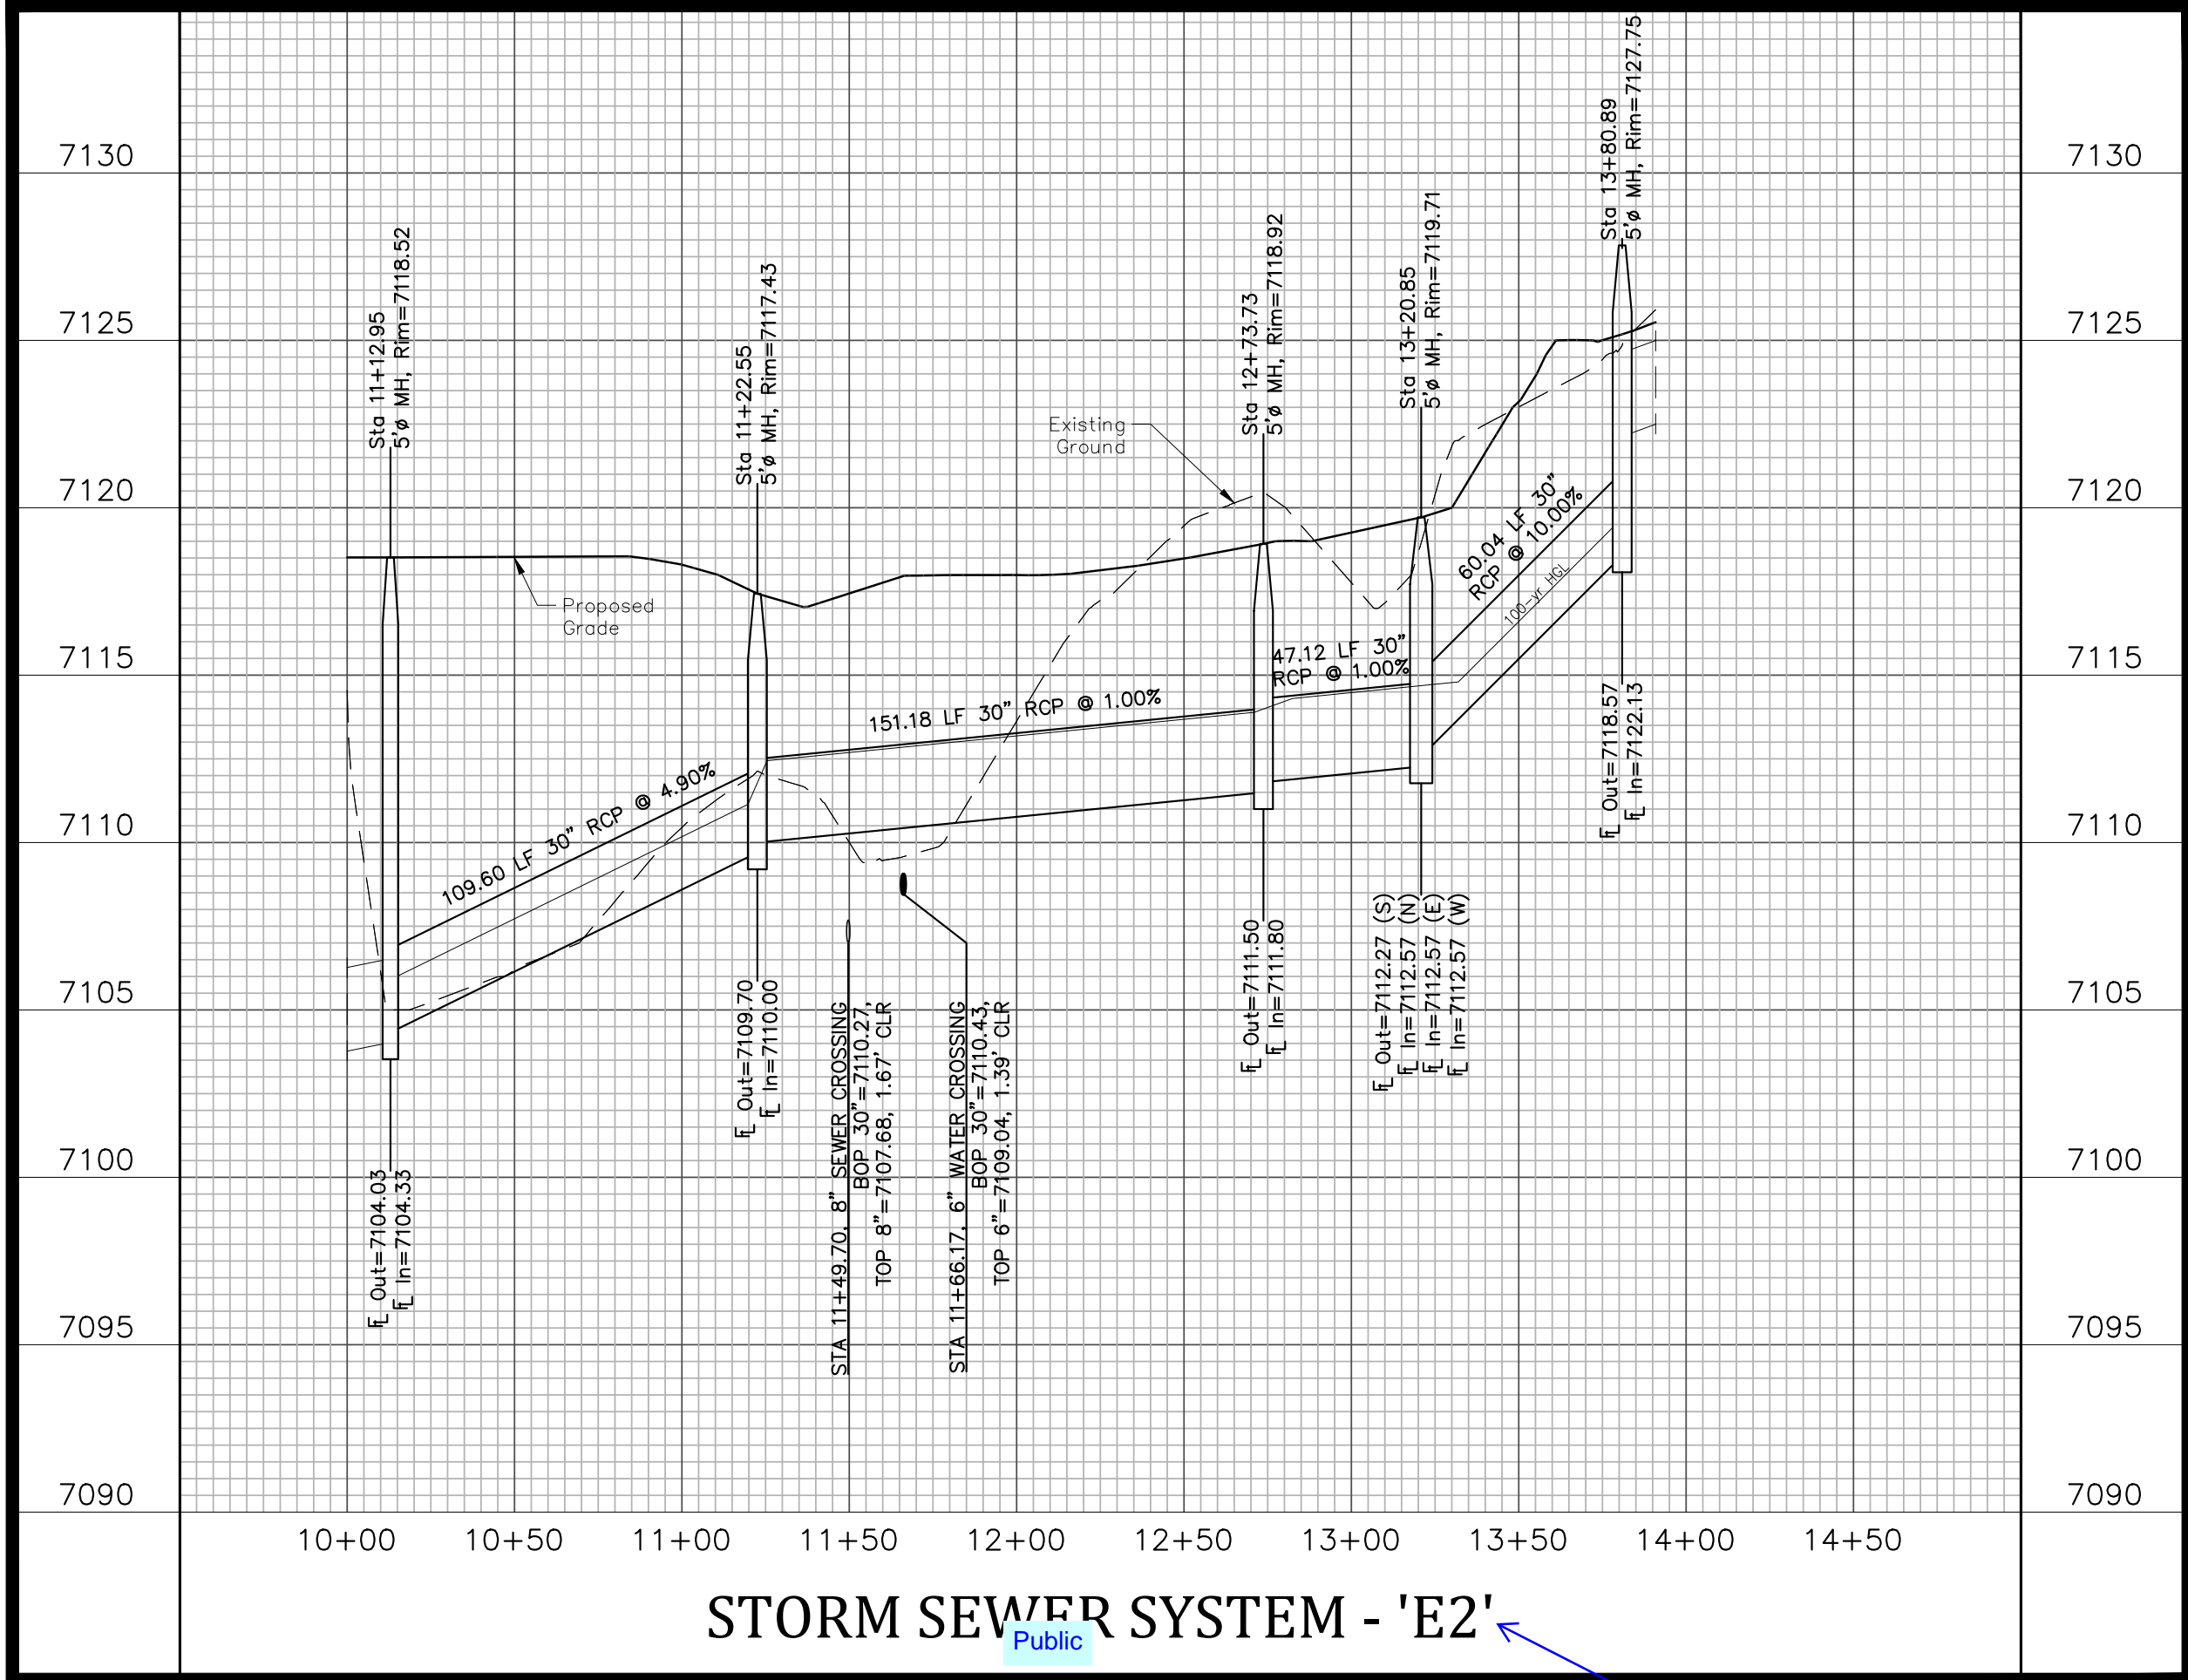 Sta 11+12.95
5'ø MH, Rim=7118.52
Sta 11+22.55
5'ø MH, Rim=7117.43
Sta 12+73.73
5'ø MH, Rim=7118.92
Sta 13+20.85
5'ø MH, Rim=7119.71
Sta 13+80.89
5'ø MH, Rim=7127.75
7130
7130
7125
7125
7120
7120
7115
7115
7110
7110
7105
7105
7100
7100
7095
7095
7090
7090
Existing
Ground
Proposed
Grade
109.60 LF 30" RCP @ 4.90%
151.18 LF 30" RCP @ 1.00%
47.12 LF 30"
RCP @ 1.00%
60.04 LF 30"
RCP @ 10.00%
100-yr HGL
FL Out=7104.03
FL In=7104.33
FL Out=7109.70
FL In=7110.00
STA 11+49.70, 8" SEWER CROSSING
BOP 30"=7110.27,
TOP 8"=7107.68, 1.67' CLR
STA 11+66.17, 6" WATER CROSSING
BOP 30"=7110.43,
TOP 6"=7109.04, 1.39' CLR
FL Out=7111.50
FL In=7111.80
FL Out=7112.27 (S)
FL In=7112.57 (N)
FL In=7112.57 (E)
FL In=7112.57 (W)
FL Out=7118.57
FL In=7122.13
10+00
10+50
11+00
11+50
12+00
12+50
13+00
13+50
14+00
14+50
STORM SEWER SYSTEM - 'E2'
Public